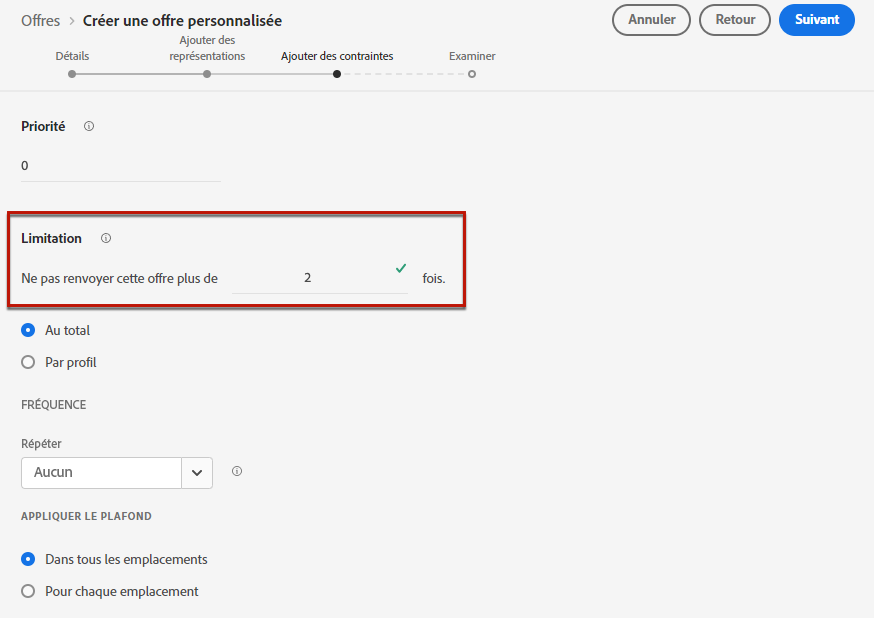 Offres > Créer une offre personnalisée
Annuler
Retour
Suivant
Détails
Ajouter des
représentations
Ajouter des contraintes
Examiner
Priorité
0
Limitation
Ne pas renvoyer cette offre plus de 2 fois.
Au total
Par profil
FRÉQUENCE
Répéter
Aucun
APPLIQUER LE PLAFOND
Dans tous les emplacements
Pour chaque emplacement